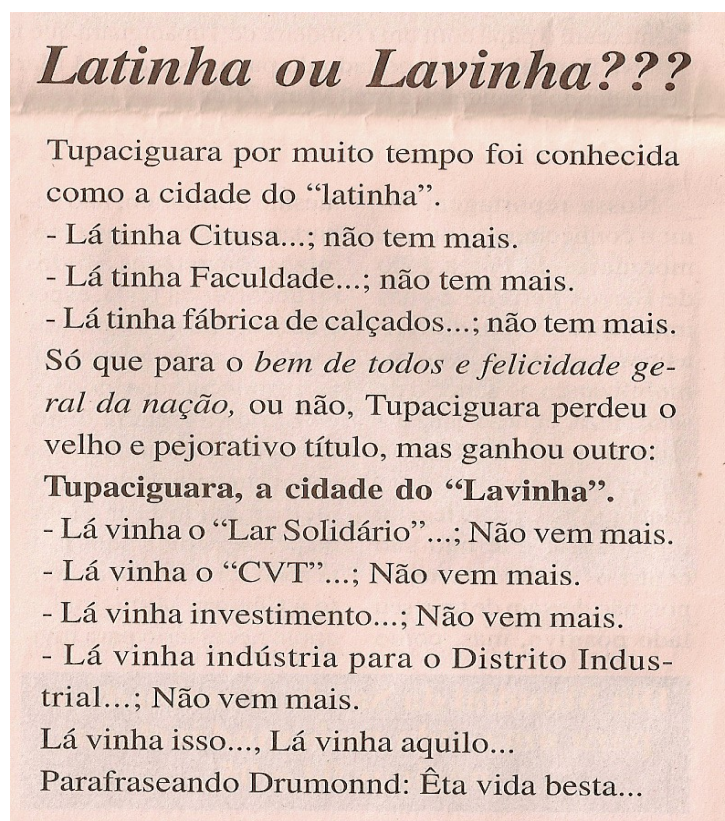 Latinha ou Lavinha???
Tupaciguara por muito tempo foi conhecida
como a cidade do “latinha”.
- Lá tinha Citusa...; não tem mais.
- Lá tinha Faculdade...; não tem mais.
- Lá tinha fábrica de calçados...; não tem mais.
Só que para o bem de todos e felicidade ge-
ral da nação, ou não, Tupaciguara perdeu o
velho e pejorativo título, mas ganhou outro:
Tupaciguara, a cidade do “Lavinha”.
- Lá vinha o “Lar Solidário”...; Não vem mais.
- Lá vinha o “CVT”...; Não vem mais.
- Lá vinha investimento...; Não vem mais.
- Lá vinha indústria para o Distrito Indus-
trial...; Não vem mais.
Lá vinha isso..., Lá vinha aquilo...
Parafraseando Drumonnd: Êta vida besta...